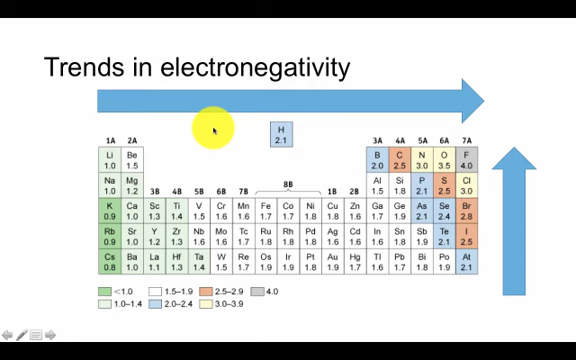 Trends in electronegativity
H
2.1
1A 2A 3A 4A 5A 6A 7A
Li Be B C N O F
1.0 1.5 2.0 2.5 3.0 3.5 4.0
Na Mg Al Si P S Cl
1.0 1.2 1.5 1.8 2.1 2.5 3.0
3B 4B 5B 6B 7B 8B 1B 2B
K Ca Sc Ti V Cr Mn Fe Co Ni Cu Zn Ga Ge As Se Br
0.9 1.0 1.3 1.4 1.5 1.6 1.6 1.7 1.7 1.8 1.8 1.6 1.7 1.9 2.1 2.4 2.8
Rb Sr Y Zr Nb Mo Tc Ru Rh Pd Ag Cd In Sn Sb Te I
0.9 1.0 1.2 1.3 1.5 1.6 1.7 1.8 1.8 1.8 1.6 1.6 1.6 1.8 1.9 2.1 2.5
Cs Ba La Hf Ta W Re Os Ir Pt Au Hg Tl Pb Bi Po At
0.8 1.0 1.1 1.3 1.4 1.5 1.7 1.9 1.9 1.8 1.9 1.7 1.6 1.7 1.8 1.9 2.1
<1.0 1.5–1.9 2.5–2.9 4.0
1.0–1.4 2.0–2.4 3.0–3.9